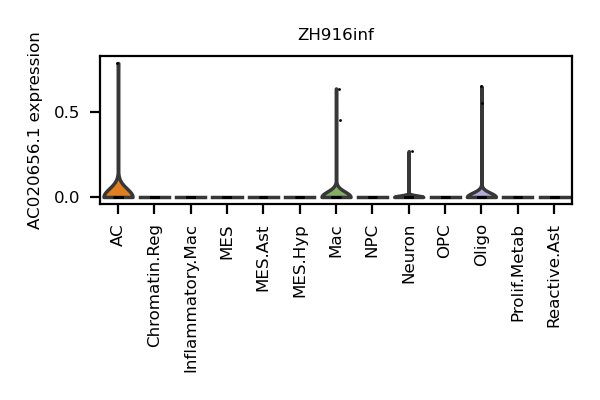 ZH916inf
AC020656.1 expression
0.5
0.0
AC
Chromatin.Reg
Inflammatory.Mac
MES
MES.Ast
MES.Hyp
Mac
NPC
Neuron
OPC
Oligo
Prolif.Metab
Reactive.Ast